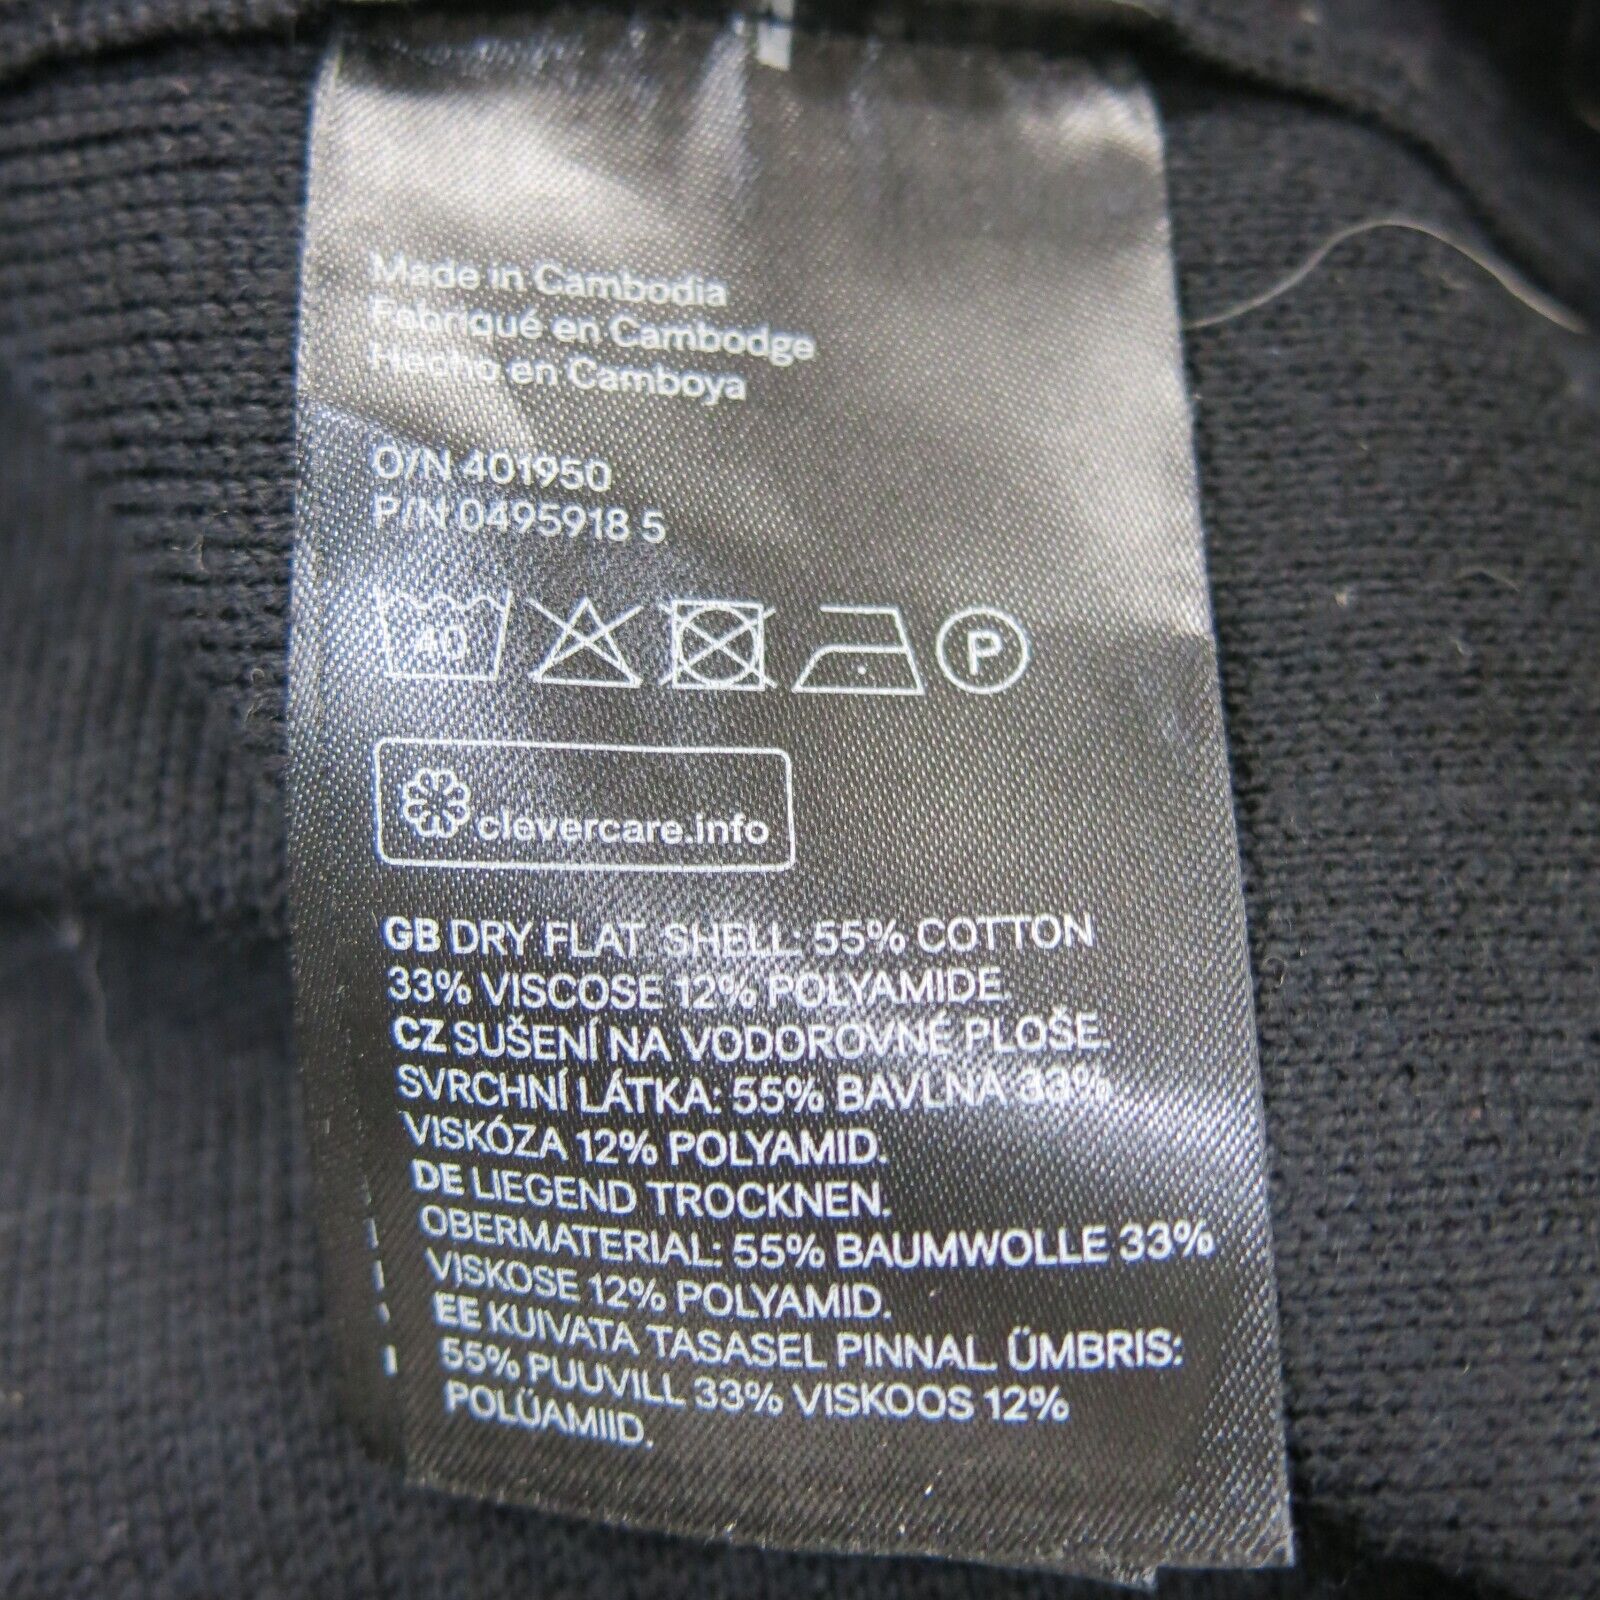 Made in Cambodia
Fabriqué en Cambodge
Hecho en Camboya
O/N 401950
P/N 0495918 5
40
P
clevercare.info
GB DRY FLAT. SHELL: 55% COTTON
33% VISCOSE 12% POLYAMIDE.
CZ SUŠENÍ NA VODOROVNÉ PLOŠE.
SVRCHNÍ LÁTKA: 55% BAVLNA 33%
VISKÓZA 12% POLYAMID.
DE LIEGEND TROCKNEN.
OBERMATERIAL: 55% BAUMWOLLE 33%
VISKOSE 12% POLYAMID.
EE KUIVATA TASASEL PINNAL. ÜMBRIS:
55% PUUVILL 33% VISKOOS 12%
POLÜAMIID.